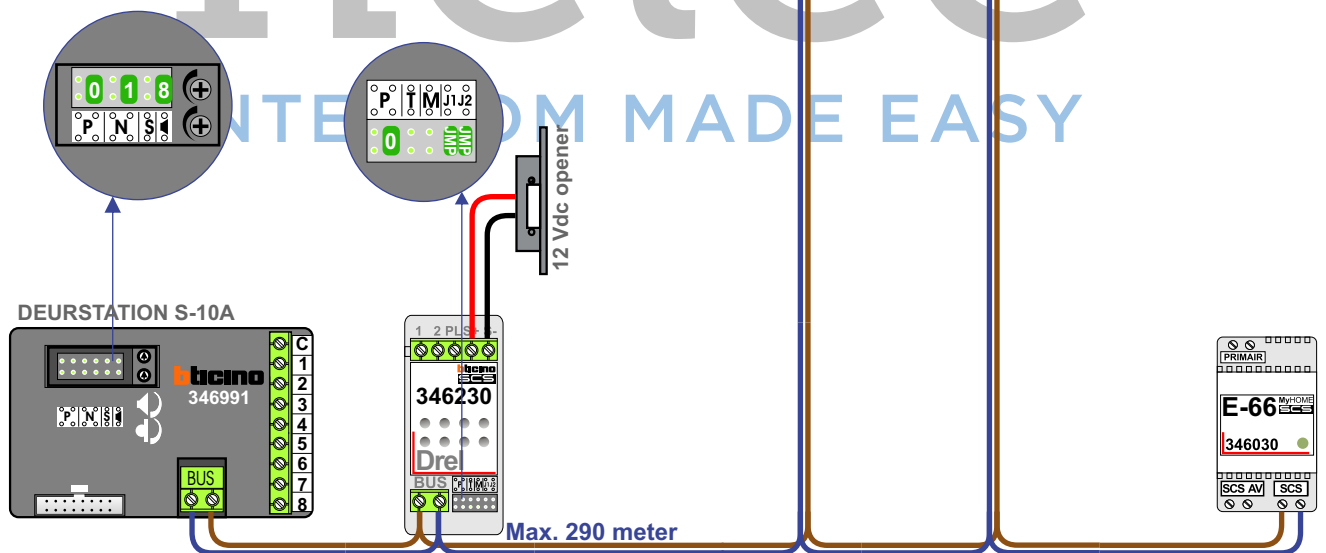 INTERCOM MADE EASY
0 1 8
P N S
P T M J1 J2
0 JMP JMP
12 Vdc opener
DEURSTATION S-10A
bticino
346991
P N S
C
1
2
3
4
5
6
7
8
BUS
1 2 PL S+ S-
bticino
SCS
346230
Drel
BUS P T M J1 J2
Max. 290 meter
PRIMAIR
E-66 MyHOME
SCS
346030
SCS AV SCS